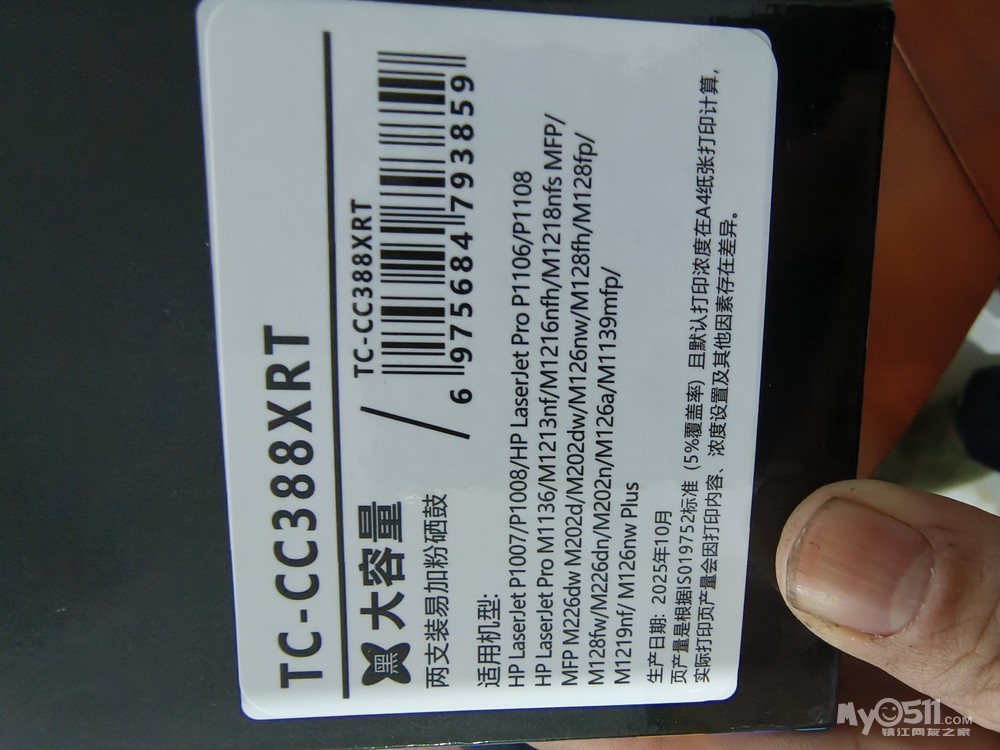 TC-CC388XRT
黑 大容量 /
两支装易加粉硒鼓
TC-CC388XRT
6 975684 793859
适用机型:
HP LaserJet P1007/P1008/HP LaserJet Pro P1106/P1108
HP LaserJet Pro M1136/M1213nf/M1216nfh/M1218nfs MFP/
MFP M226dw M202d/M202dw/M126nw/M128fh/M128fp/
M128fw/M226dn/M202n/M126a/M1139mfp/
M1219nf/ M126nw Plus
生产日期: 2025年10月
页产量是根据ISO19752标准（5%覆盖率）且默认打印浓度在A4纸张打印计算,
实际打印页产量会因打印内容、浓度设置及其他因素存在差异。
My0511.COM
镇江网友之家